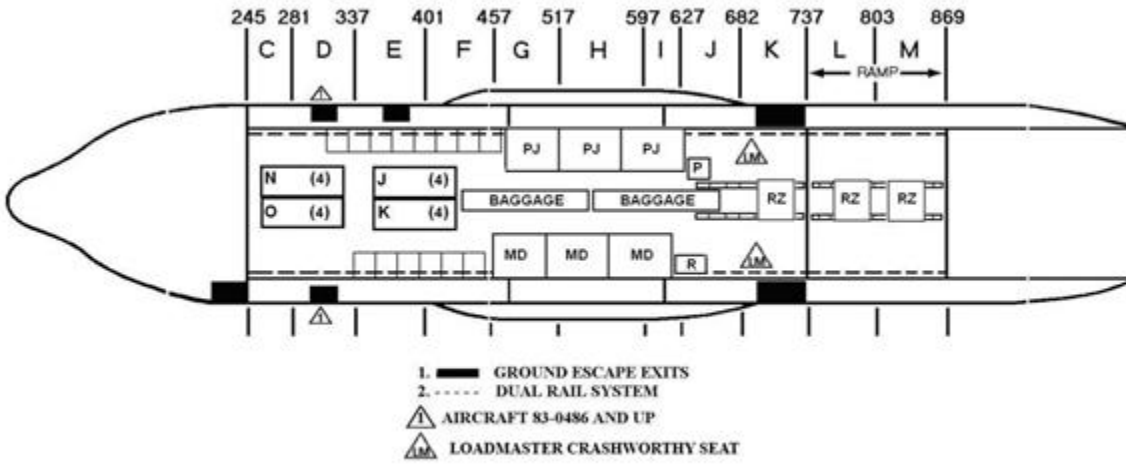 245 281 337 401 457 517 597 627 682 737 803 869
C D E F G H I J K L M
RAMP
1
PJ PJ PJ
LM
P
N (4) J (4)
RZ RZ RZ
BAGGAGE BAGGAGE
O (4) K (4)
MD MD MD
R
LM
1
1. GROUND ESCAPE EXITS
2. DUAL RAIL SYSTEM
1 AIRCRAFT 83-0486 AND UP
LM LOADMASTER CRASHWORTHY SEAT